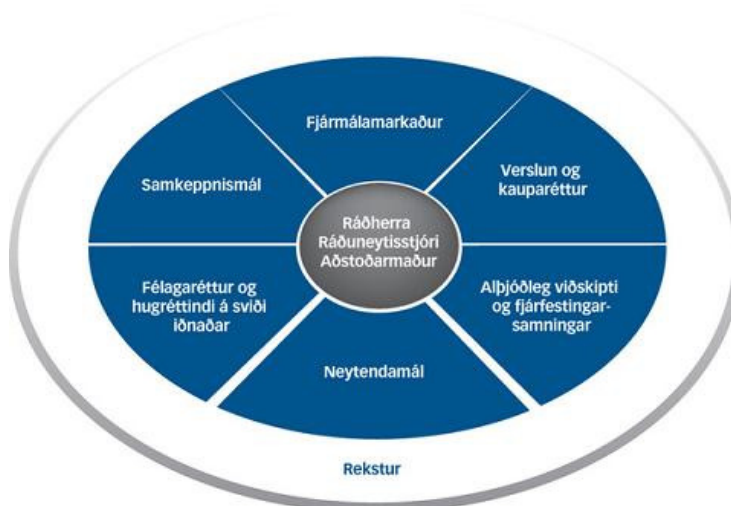 Fjármálamarkaður
Samkeppnismál
Verslun og
kauparéttur
Ráðherra
Ráðuneytisstjóri
Aðstoðarmaður
Félagaréttur og
hugréttindi á sviði
iðnaðar
Alþjóðleg viðskipti
og fjárfestingar-
samningar
Neytendamál
Rekstur